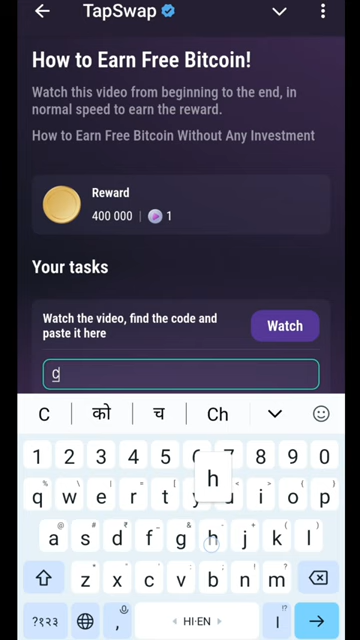 TapSwap
How to Earn Free Bitcoin!
Watch this video from beginning to the end, in
normal speed to earn the reward.
How to Earn Free Bitcoin Without Any Investment
Reward
400 000 | 1
Your tasks
Watch the video, find the code and
paste it here
Watch
c
C | को | च | Ch
1 2 3 4 5 6 7 8 9 0
h
q w e r t y u i o p
a s d f g h j k l
z x c v b n m
?१२३ , HI·EN l